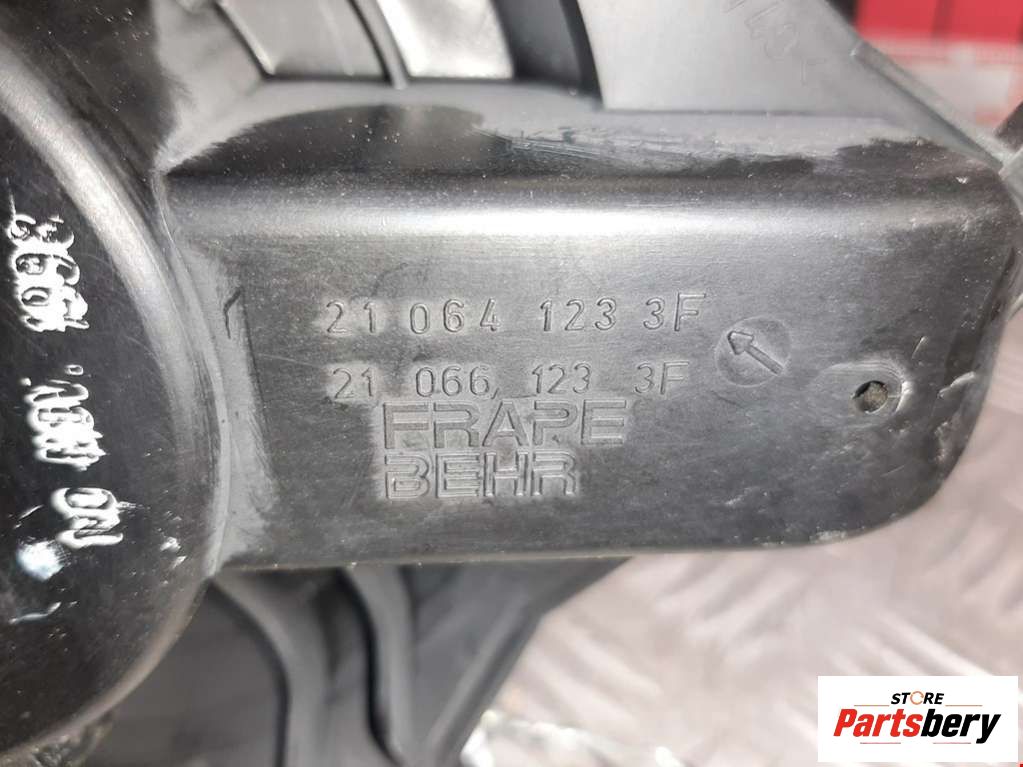 21 064 123 3F
21 066, 123 3F
FRAPE
BEHR
STORE
Partsbery